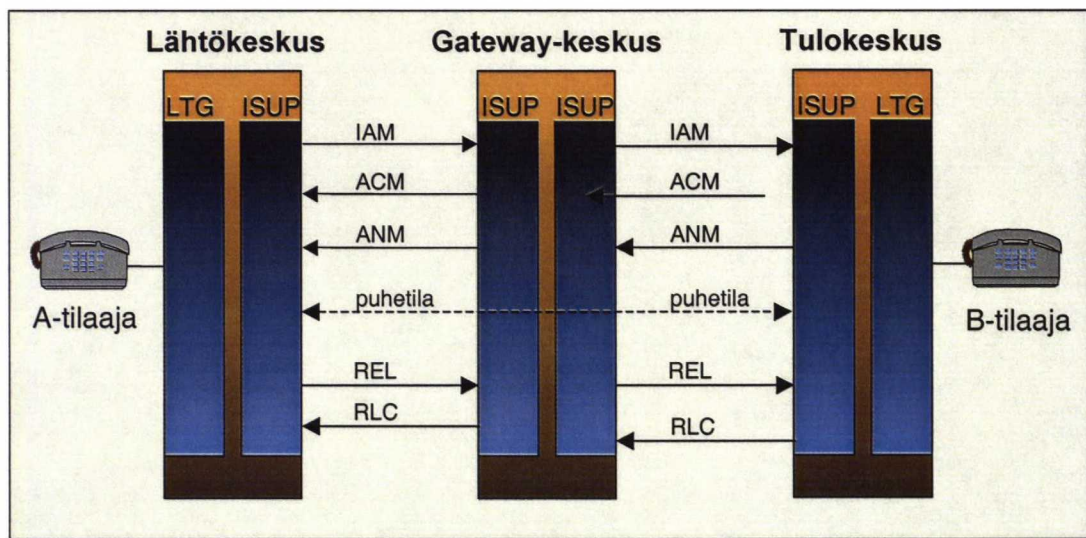 Lähtökeskus Gateway-keskus Tulokeskus
LTG ISUP ISUP ISUP ISUP LTG
IAM IAM
ACM ACM
ANM ANM
puhetila puhetila
A-tilaaja B-tilaaja
REL REL
RLC RLC